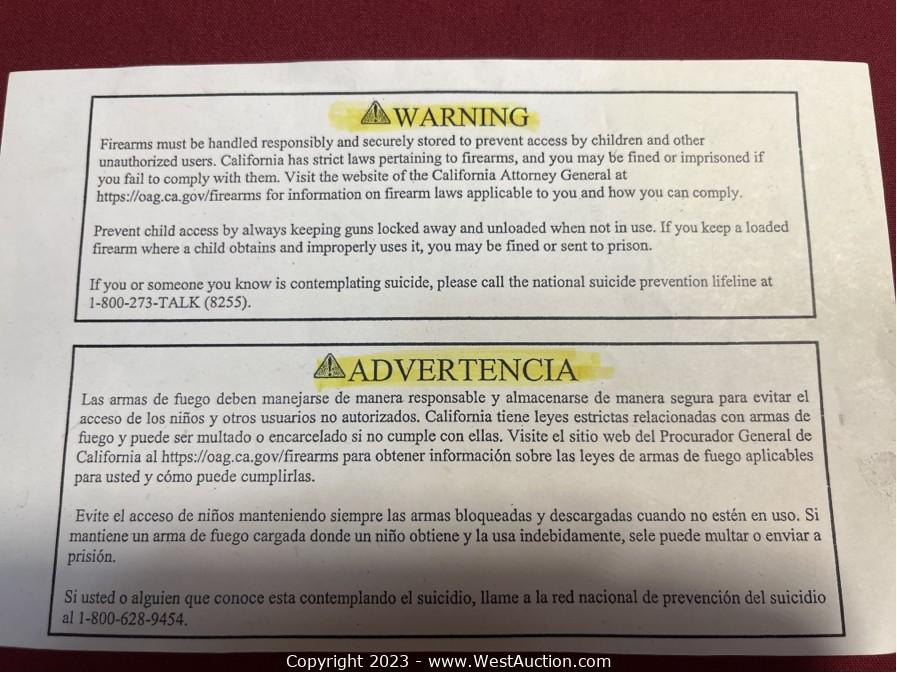 ⚠WARNING
Firearms must be handled responsibly and securely stored to prevent access by children and other
unauthorized users. California has strict laws pertaining to firearms, and you may be fined or imprisoned if
you fail to comply with them. Visit the website of the California Attorney General at
https://oag.ca.gov/firearms for information on firearm laws applicable to you and how you can comply.
Prevent child access by always keeping guns locked away and unloaded when not in use. If you keep a loaded
firearm where a child obtains and improperly uses it, you may be fined or sent to prison.
If you or someone you know is contemplating suicide, please call the national suicide prevention lifeline at
1-800-273-TALK (8255).
⚠ADVERTENCIA
Las armas de fuego deben manejarse de manera responsable y almacenarse de manera segura para evitar el
acceso de los niños y otros usuarios no autorizados. California tiene leyes estrictas relacionadas con armas de
fuego y puede ser multado o encarcelado si no cumple con ellas. Visite el sitio web del Procurador General de
California al https://oag.ca.gov/firearms para obtener información sobre las leyes de armas de fuego aplicables
para usted y cómo puede cumplirlas.
Evite el acceso de niños manteniendo siempre las armas bloqueadas y descargadas cuando no estén en uso. Si
mantiene un arma de fuego cargada donde un niño obtiene y la usa indebidamente, sele puede multar o enviar a
prisión.
Si usted o alguien que conoce esta contemplando el suicidio, llame a la red nacional de prevención del suicidio
al 1-800-628-9454.
Copyright 2023 - www.WestAuction.com